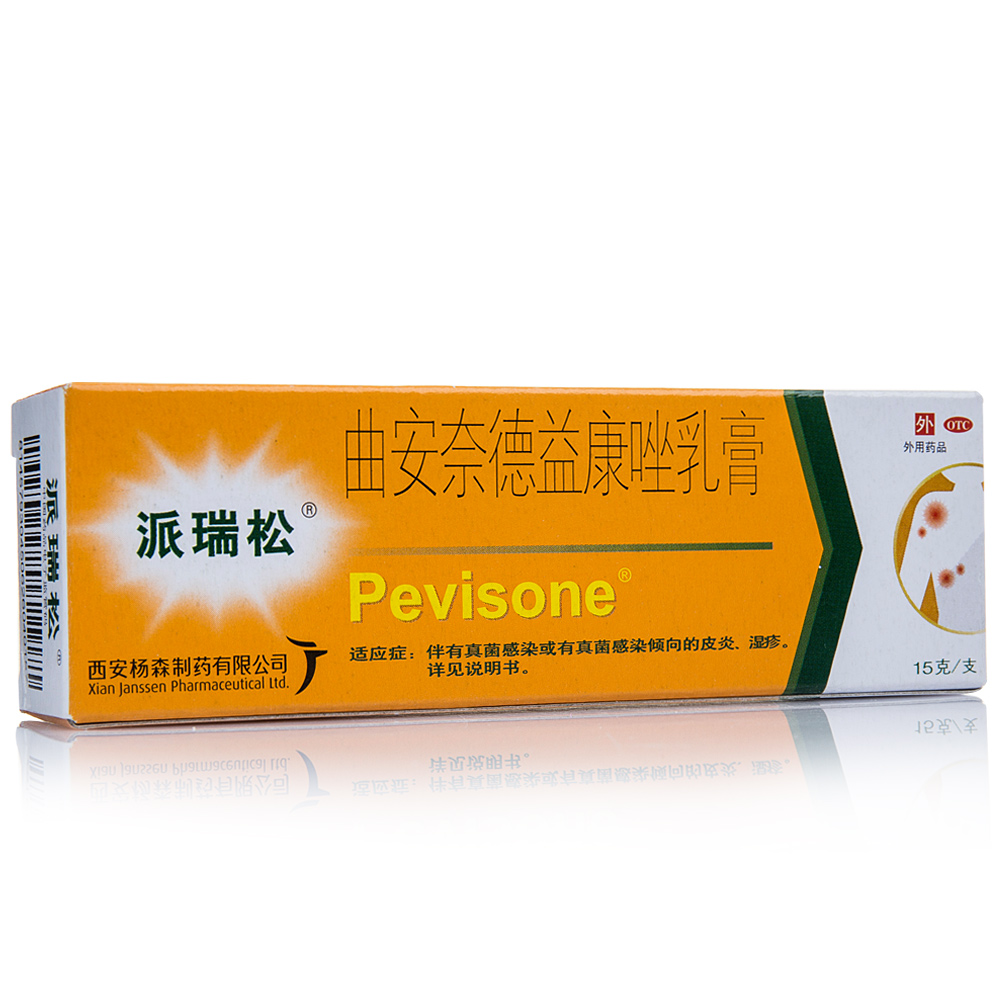 曲安奈德益康唑乳膏
派瑞松®
Pevisone®
适应症：伴有真菌感染或有真菌感染倾向的皮炎、湿疹。
详见说明书。
西安杨森制药有限公司
Xian Janssen Pharmaceutical Ltd.
外 OTC
外用药品
15克/支
派瑞松®